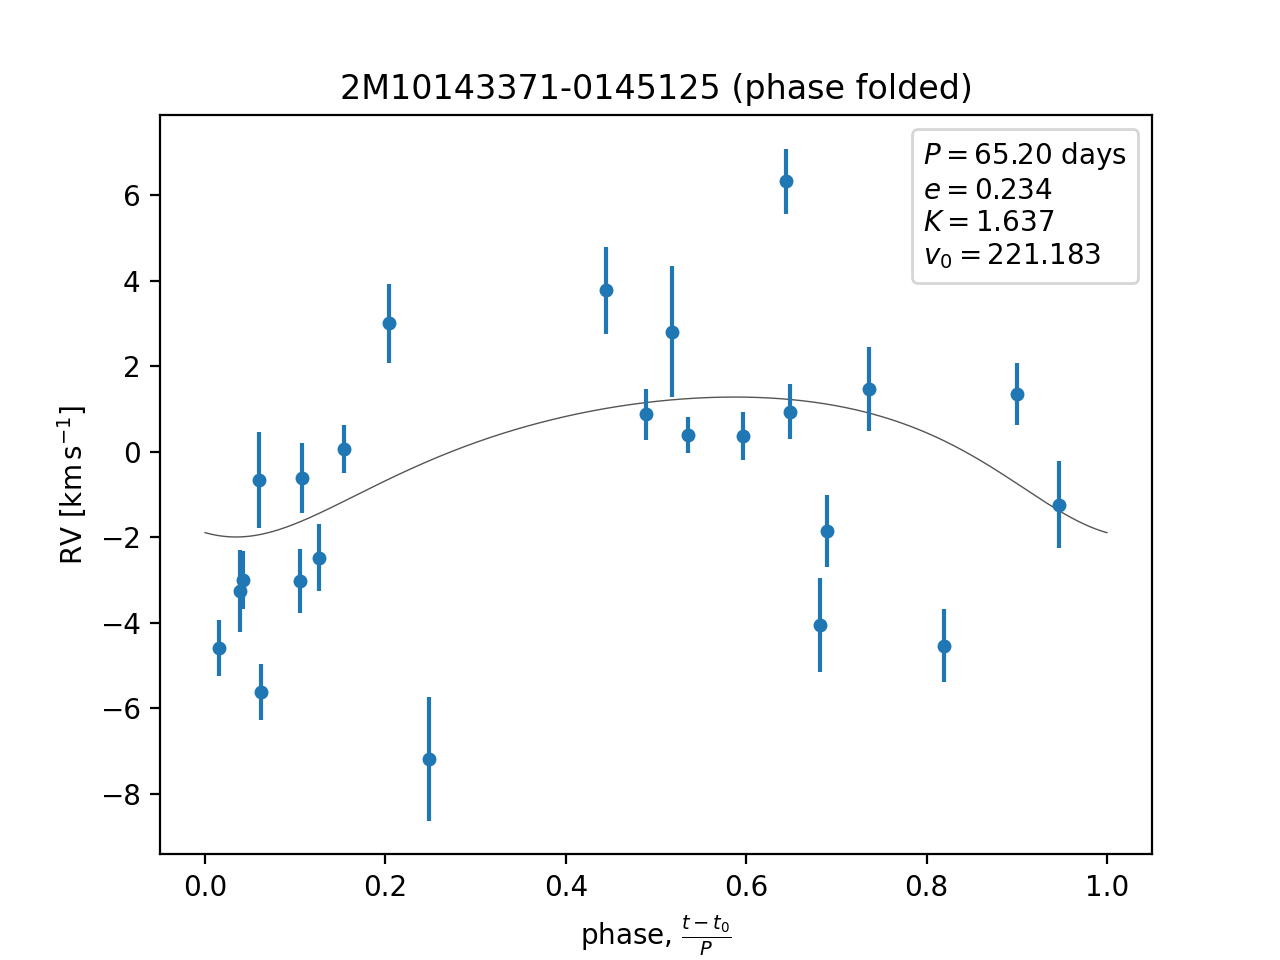 2M10143371-0145125 (phase folded)
P = 65.20 days
e = 0.234
K = 1.637
v₀ = 221.183
6
4
2
0
−2
−4
−6
−8
RV [km s⁻¹]
0.0 0.2 0.4 0.6 0.8 1.0
phase, (t − t₀)/P